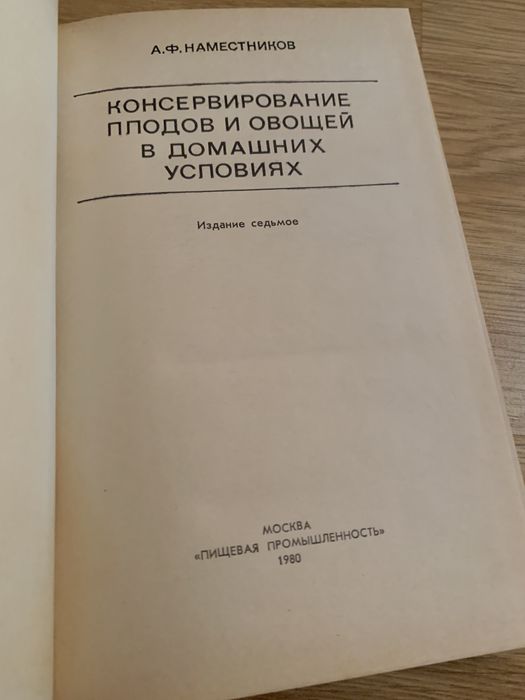 А.Ф.НАМЕСТНИКОВ
КОНСЕРВИРОВАНИЕ
ПЛОДОВ И ОВОЩЕЙ
В ДОМАШНИХ
УСЛОВИЯХ
Издание седьмое
МОСКВА
«ПИЩЕВАЯ ПРОМЫШЛЕННОСТЬ»
1980